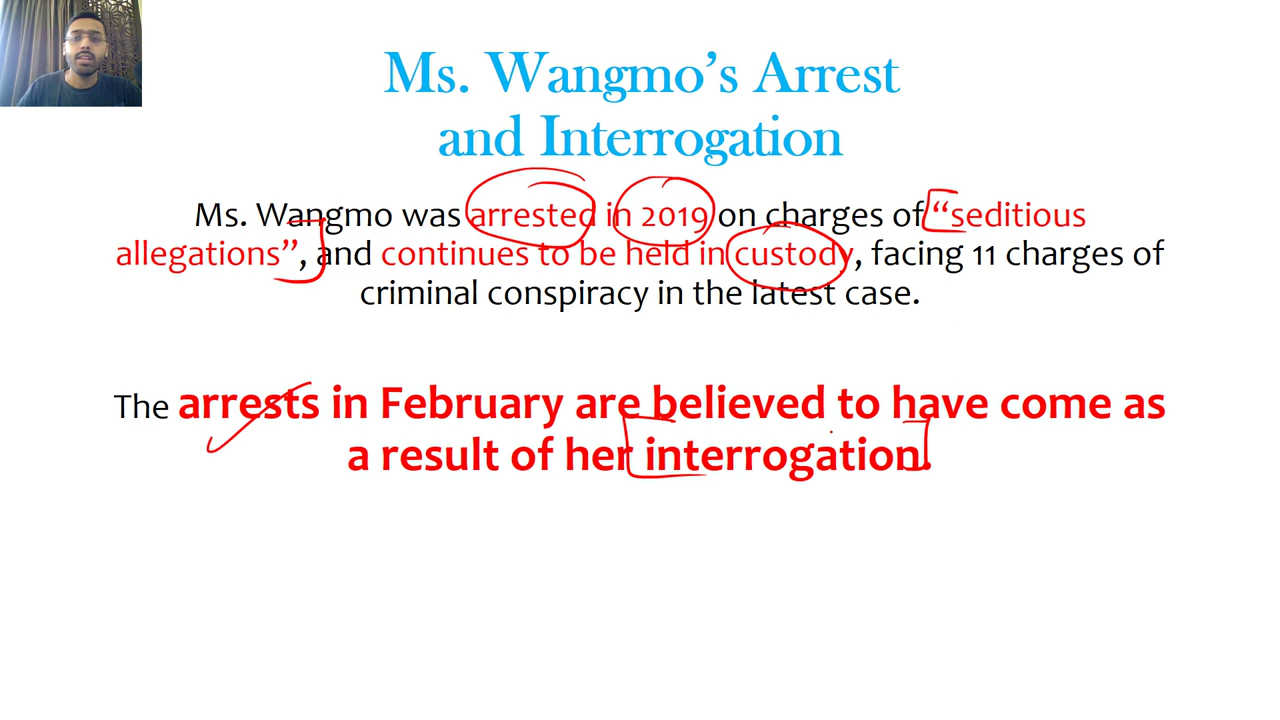 Ms. Wangmo’s Arrest
and Interrogation
Ms. Wangmo was arrested in 2019 on charges of “seditious
allegations”, and continues to be held in custody, facing 11 charges of
criminal conspiracy in the latest case.
The arrests in February are believed to have come as
a result of her interrogation.